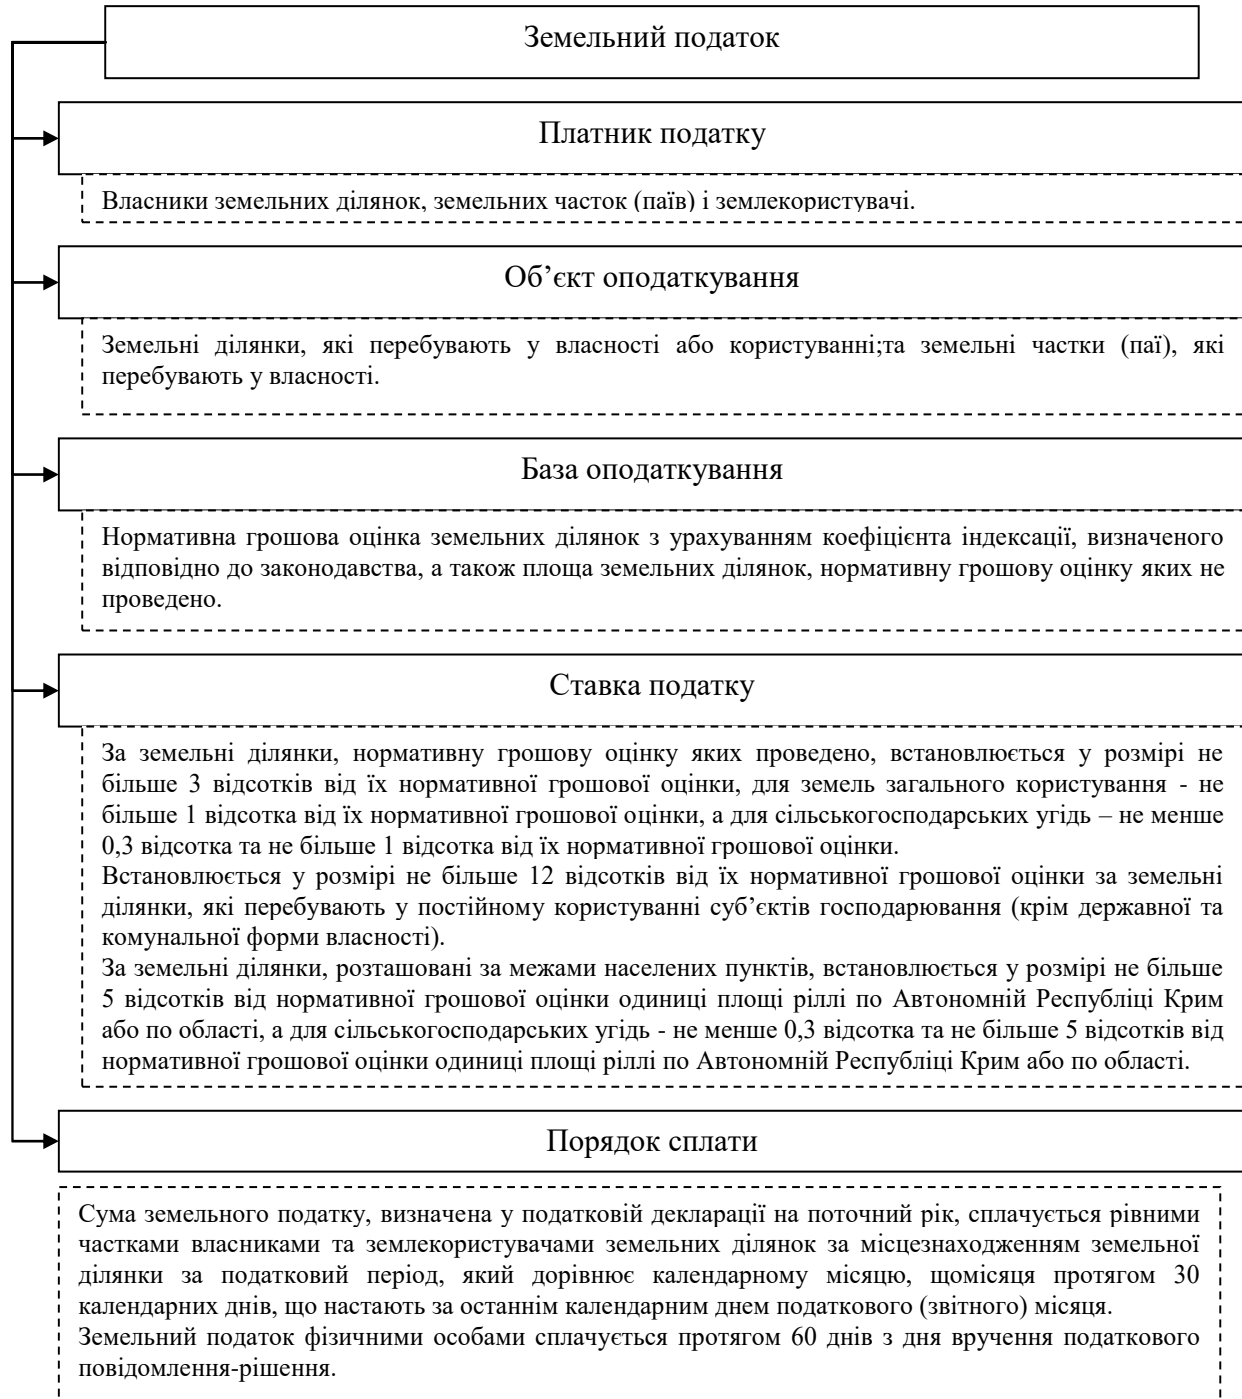 Земельний податок
Платник податку
Власники земельних ділянок, земельних часток (паїв) і землекористувачі.
Об’єкт оподаткування
Земельні ділянки, які перебувають у власності або користуванні;та земельні частки (паї), які
перебувають у власності.
База оподаткування
Нормативна грошова оцінка земельних ділянок з урахуванням коефіцієнта індексації, визначеного
відповідно до законодавства, а також площа земельних ділянок, нормативну грошову оцінку яких не
проведено.
Ставка податку
За земельні ділянки, нормативну грошову оцінку яких проведено, встановлюється у розмірі не
більше 3 відсотків від їх нормативної грошової оцінки, для земель загального користування - не
більше 1 відсотка від їх нормативної грошової оцінки, а для сільськогосподарських угідь – не менше
0,3 відсотка та не більше 1 відсотка від їх нормативної грошової оцінки.
Встановлюється у розмірі не більше 12 відсотків від їх нормативної грошової оцінки за земельні
ділянки, які перебувають у постійному користуванні суб’єктів господарювання (крім державної та
комунальної форми власності).
За земельні ділянки, розташовані за межами населених пунктів, встановлюється у розмірі не більше
5 відсотків від нормативної грошової оцінки одиниці площі ріллі по Автономній Республіці Крим
або по області, а для сільськогосподарських угідь - не менше 0,3 відсотка та не більше 5 відсотків від
нормативної грошової оцінки одиниці площі ріллі по Автономній Республіці Крим або по області.
Порядок сплати
Сума земельного податку, визначена у податковій декларації на поточний рік, сплачується рівними
частками власниками та землекористувачами земельних ділянок за місцезнаходженням земельної
ділянки за податковий період, який дорівнює календарному місяцю, щомісяця протягом 30
календарних днів, що настають за останнім календарним днем податкового (звітного) місяця.
Земельний податок фізичними особами сплачується протягом 60 днів з дня вручення податкового
повідомлення-рішення.